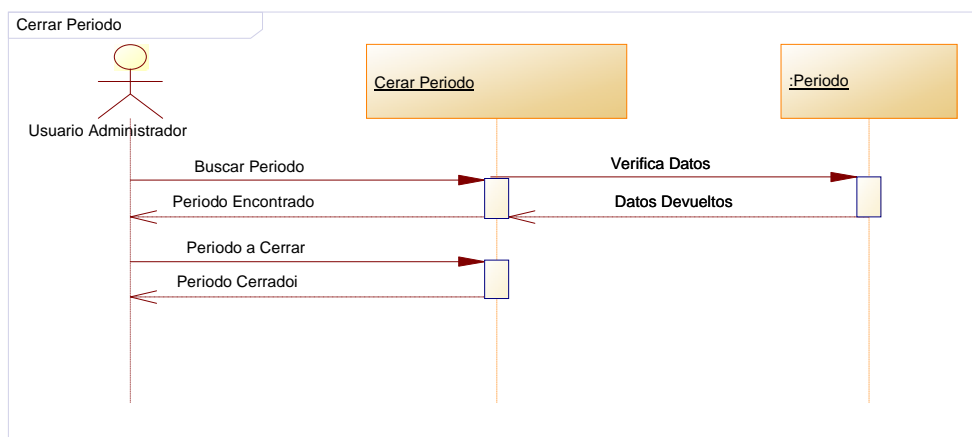 Cerrar Periodo
Cerar Periodo
:Periodo
Usuario Administrador
Buscar Periodo
Verifica Datos
Periodo Encontrado
Datos Devueltos
Periodo a Cerrar
Periodo Cerradoi